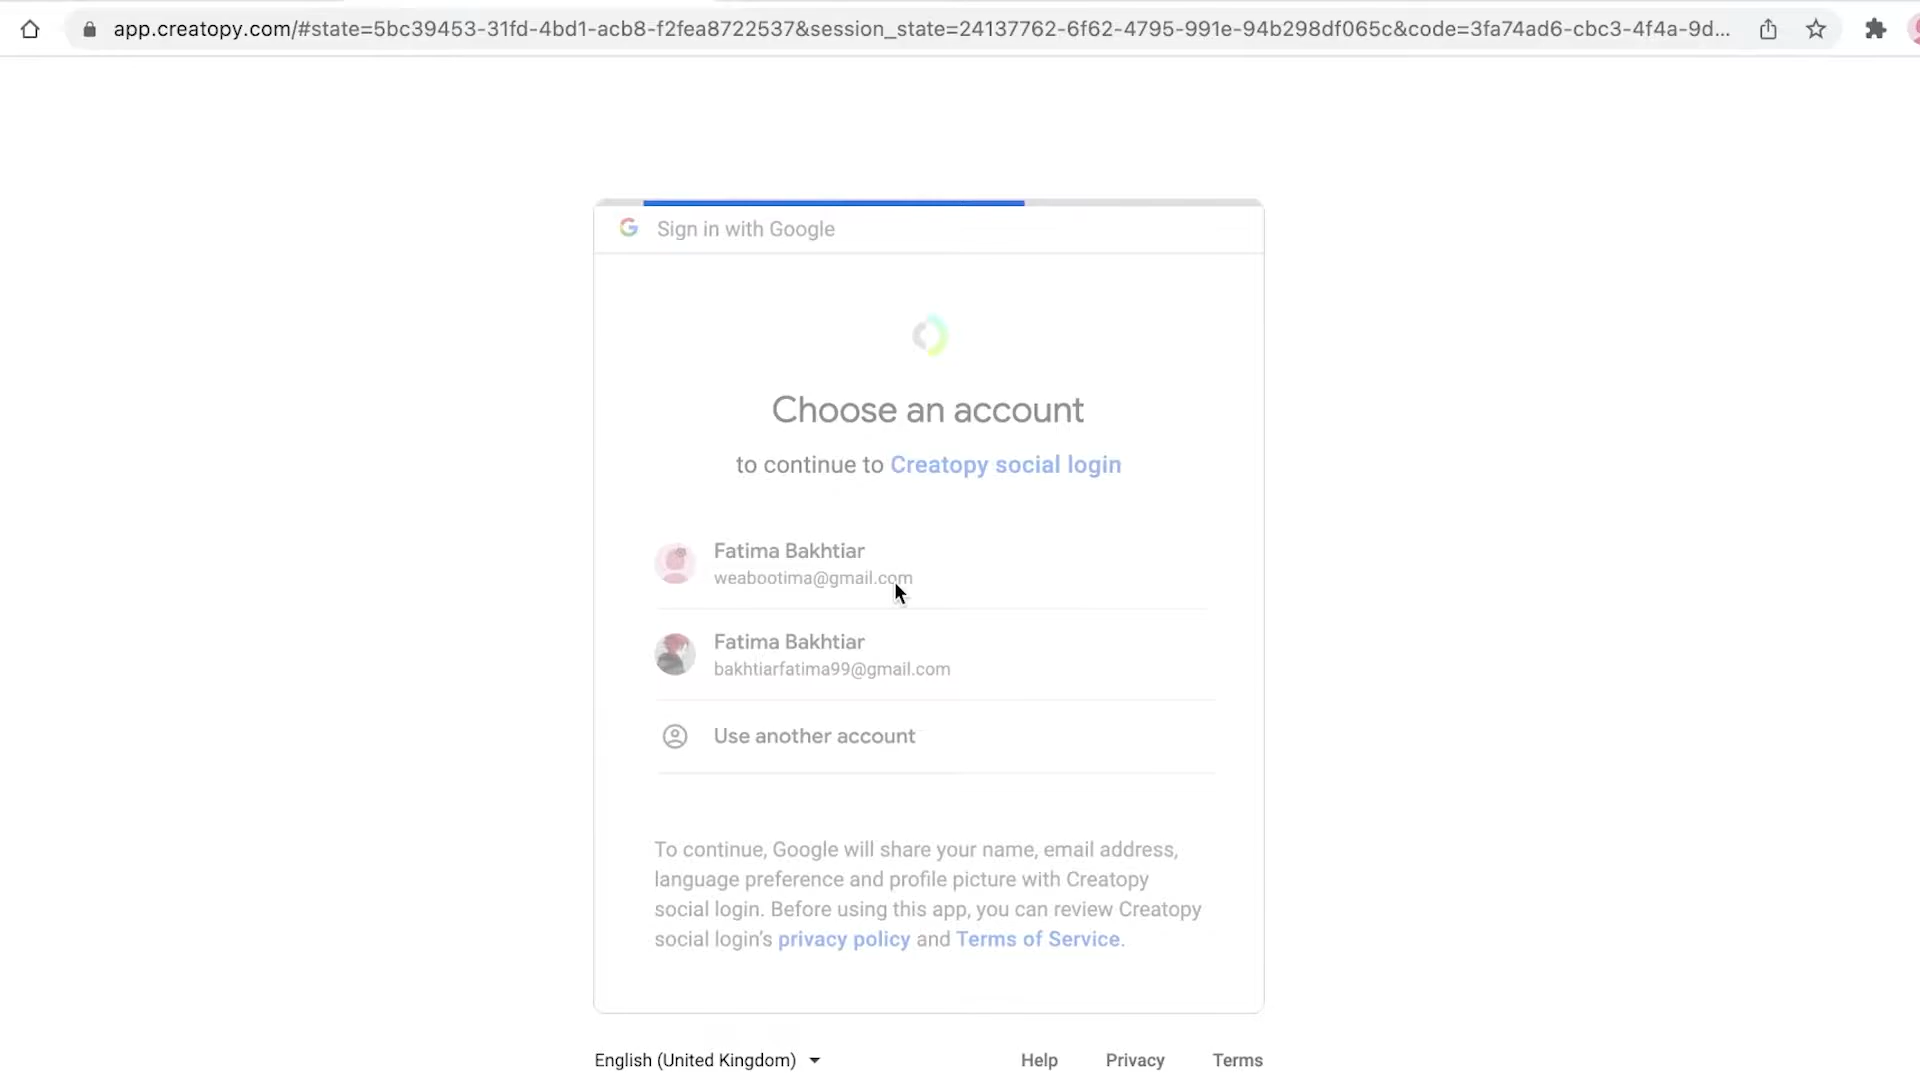 app.creatopy.com/#state=5bc39453-31fd-4bd1-acb8-f2fea8722537&session_state=24137762-6f62-4795-991e-94b298df065c&code=3fa74ad6-cbc3-4f4a-9d...
Sign in with Google
Choose an account
to continue to Creatopy social login
Fatima Bakhtiar
weabootima@gmail.com
Fatima Bakhtiar
bakhtiarfatima99@gmail.com
Use another account
To continue, Google will share your name, email address,
language preference and profile picture with Creatopy
social login. Before using this app, you can review Creatopy
social login's privacy policy and Terms of Service.
English (United Kingdom)
Help
Privacy
Terms